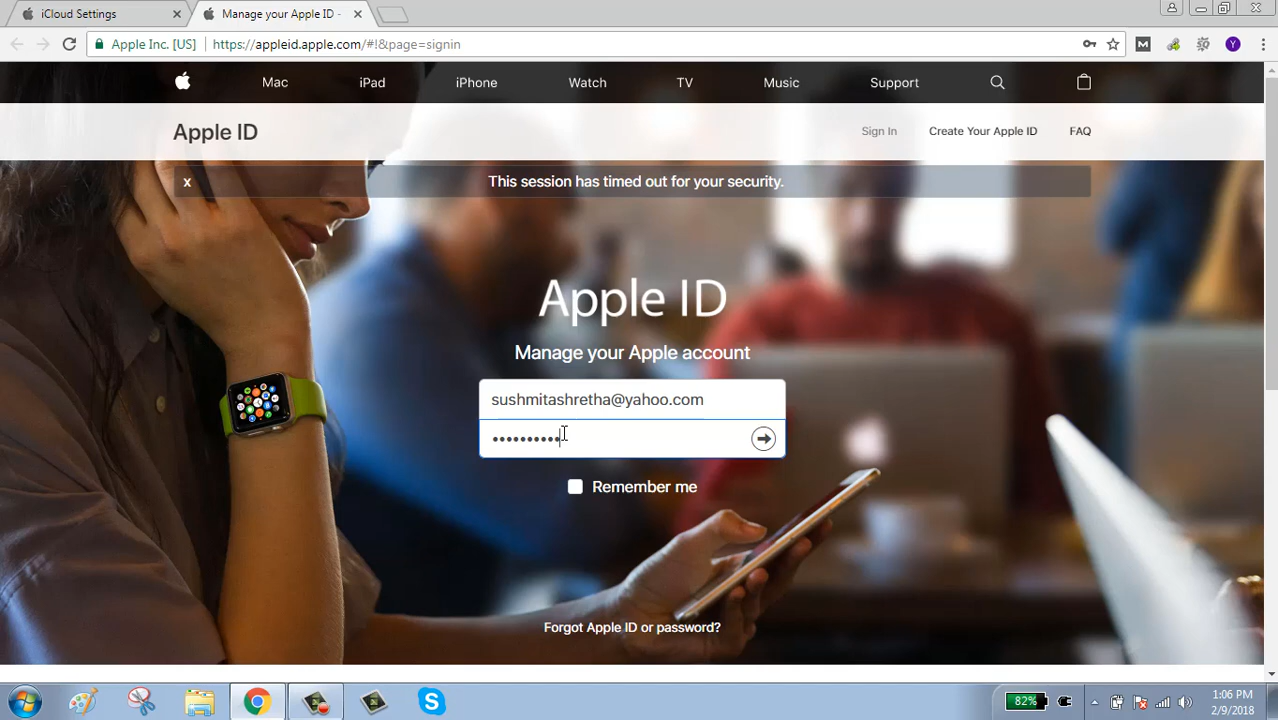 iCloud Settings
Manage your Apple ID -
Apple Inc. [US]
https://appleid.apple.com/#!&page=signin
M
Y
Mac
iPad
iPhone
Watch
TV
Music
Support
Apple ID
Sign In
Create Your Apple ID
FAQ
x
This session has timed out for your security.
Apple ID
Manage your Apple account
sushmitashretha@yahoo.com
••••••••••
Remember me
Forgot Apple ID or password?
82%
1:06 PM
2/9/2018